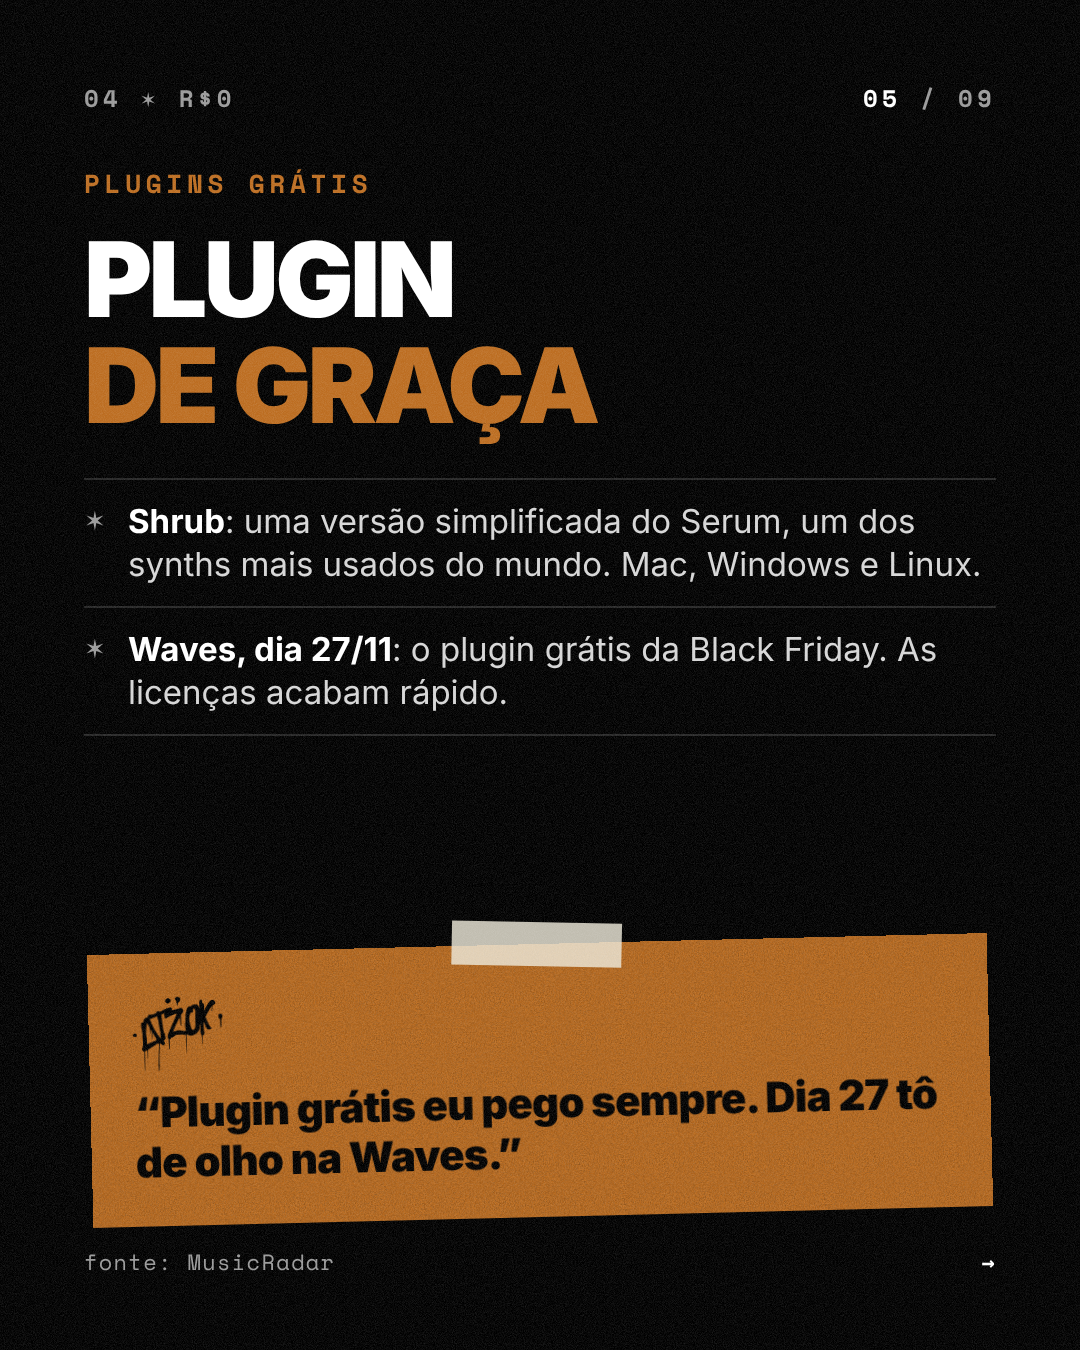 04 ✶ R$0
05 / 09
PLUGINS GRÁTIS
PLUGIN
DE GRAÇA
✶ Shrub: uma versão simplificada do Serum, um dos
synths mais usados do mundo. Mac, Windows e Linux.
✶ Waves, dia 27/11: o plugin grátis da Black Friday. As
licenças acabam rápido.
“Plugin grátis eu pego sempre. Dia 27 tô
de olho na Waves.”
fonte: MusicRadar
→